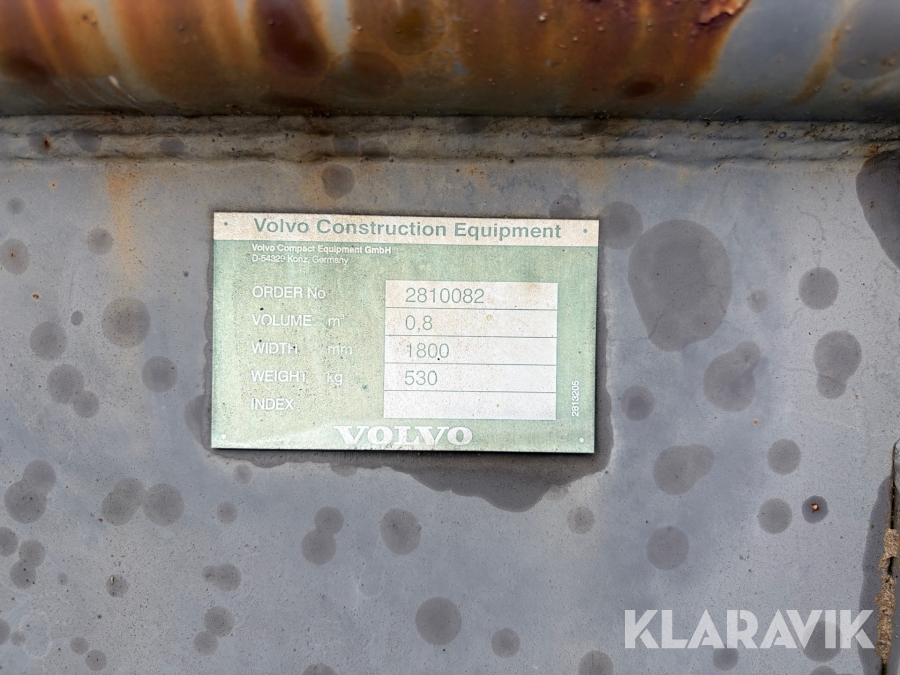 Volvo Construction Equipment
Volvo Compact Equipment GmbH
D-54329 Konz, Germany
ORDER No 2810082
VOLUME m³ 0,8
WIDTH mm 1800
WEIGHT kg 530
INDEX
2813205
VOLVO
KLARAVIK